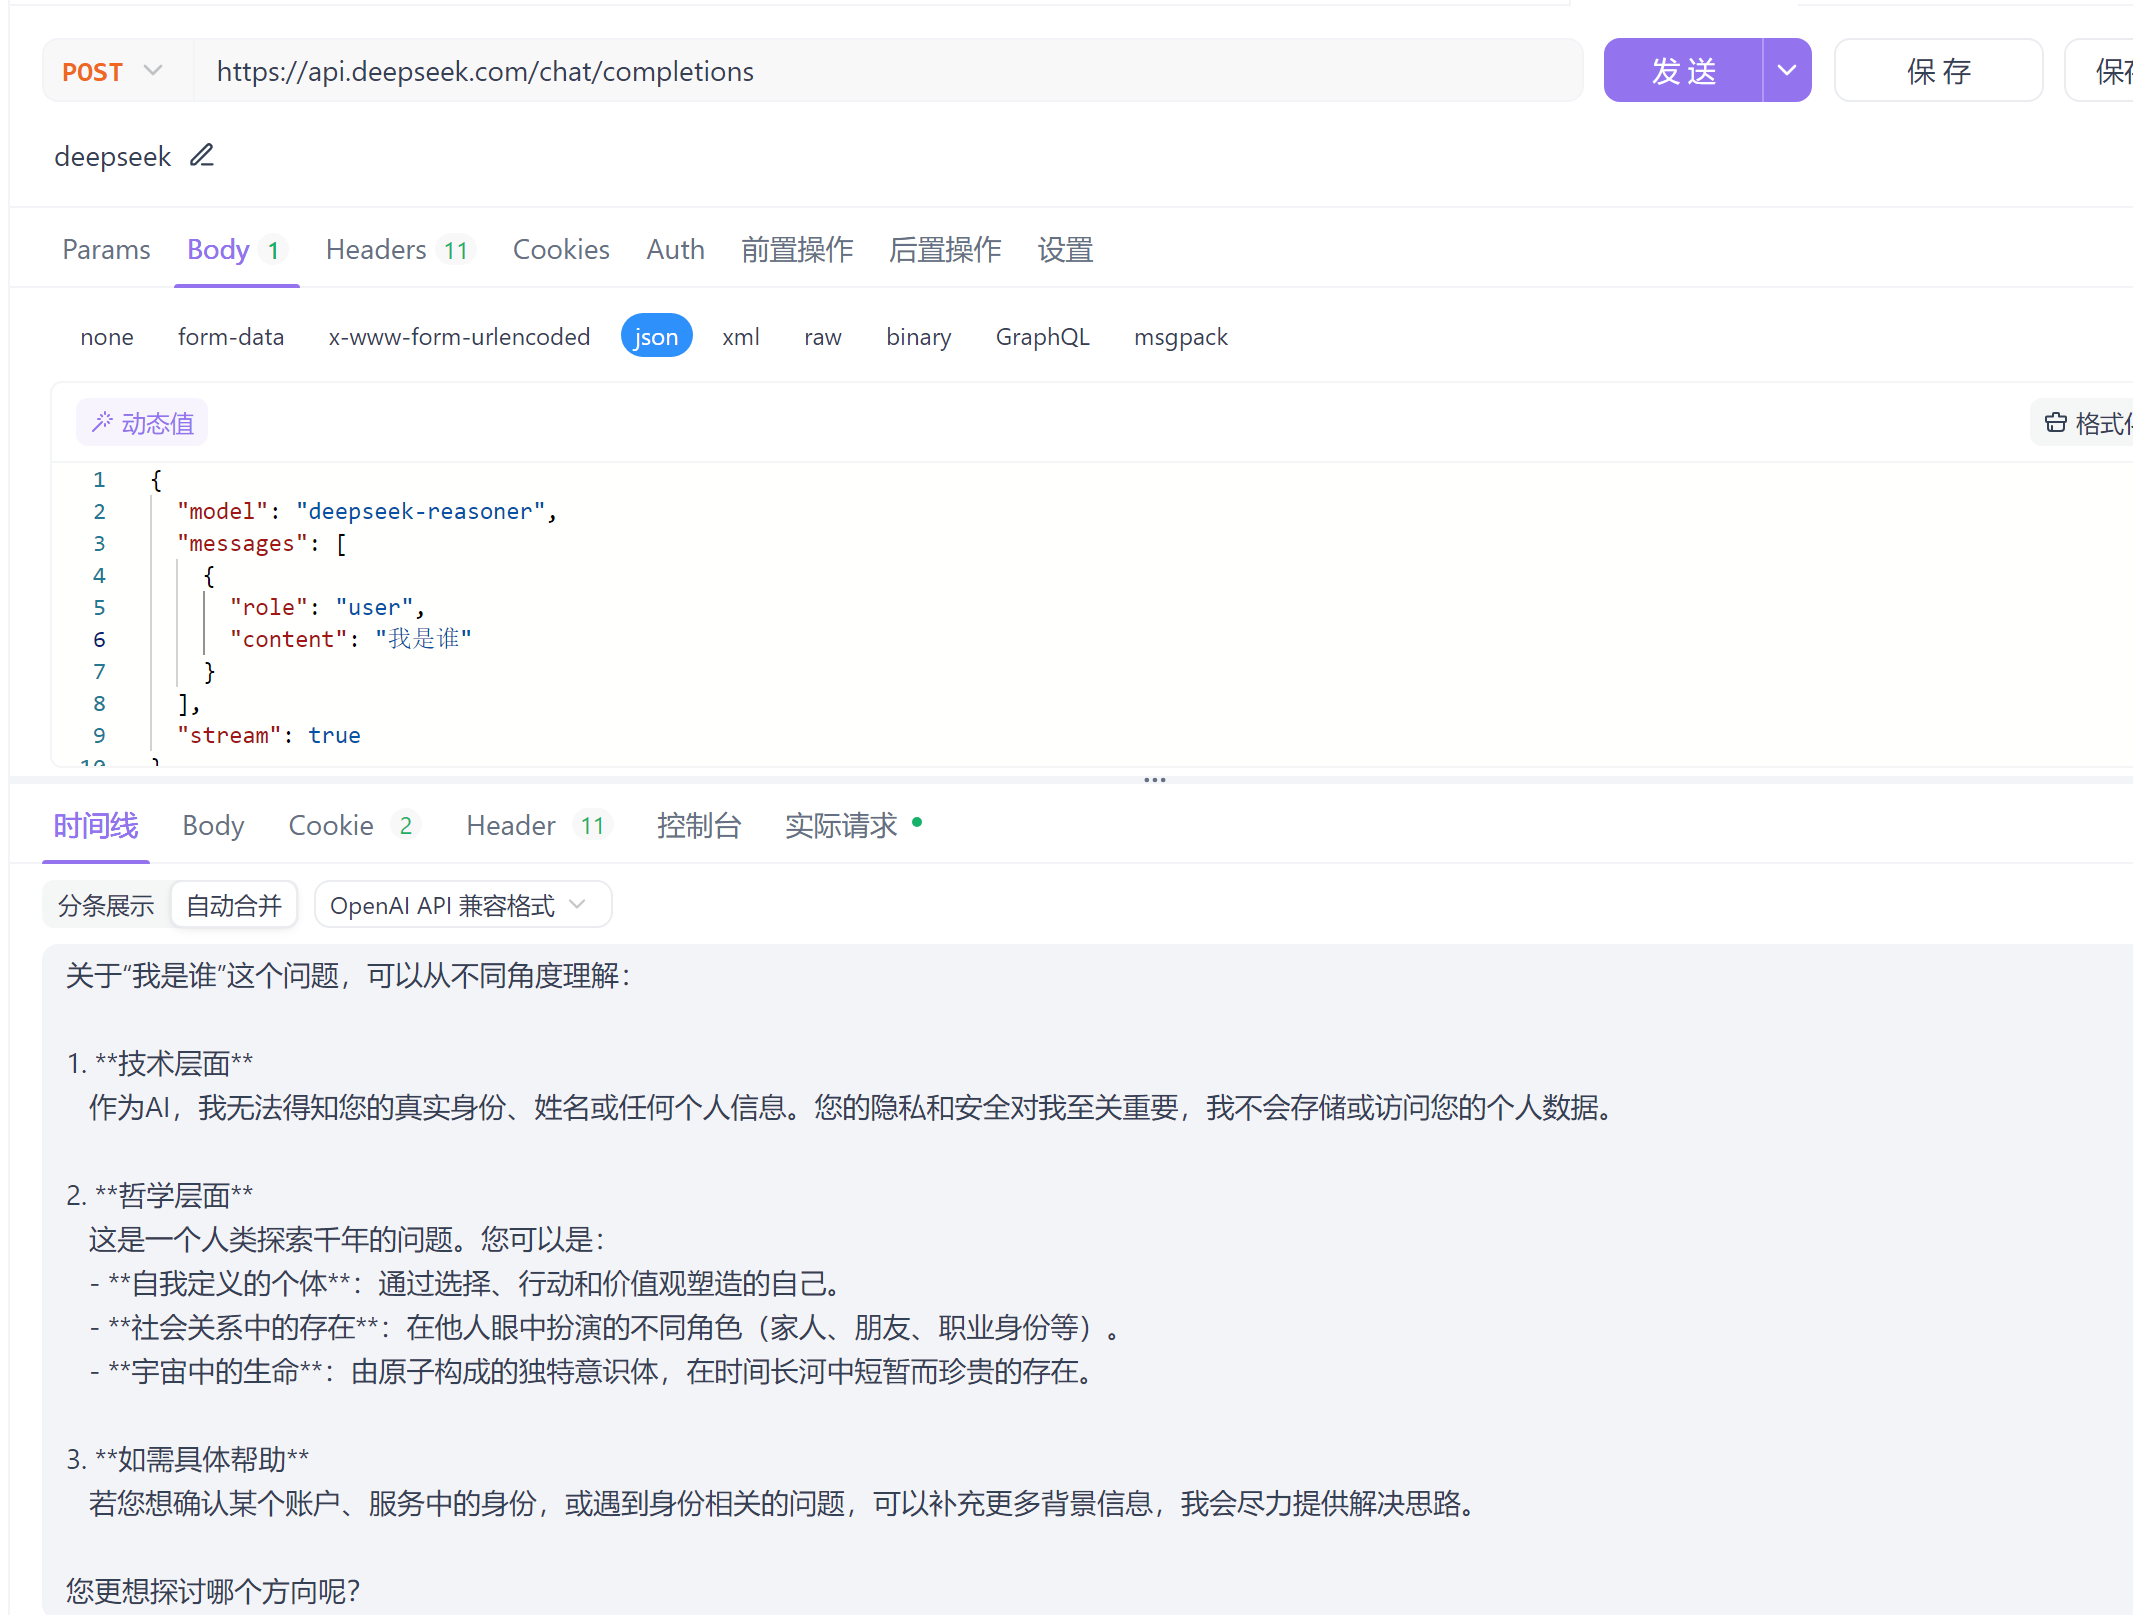 POST https://api.deepseek.com/chat/completions 发 送 保 存
deepseek
Params Body 1 Headers 11 Cookies Auth 前置操作 后置操作 设置
none form-data x-www-form-urlencoded json xml raw binary GraphQL msgpack
动态值 格式
1 {
2 "model": "deepseek-reasoner",
3 "messages": [
4 {
5 "role": "user",
6 "content": "我是谁"
7 }
8 ],
9 "stream": true
10 }
时间线 Body Cookie 2 Header 11 控制台 实际请求
分条展示 自动合并 OpenAI API 兼容格式
关于“我是谁”这个问题，可以从不同角度理解：
1. **技术层面**
作为AI，我无法得知您的真实身份、姓名或任何个人信息。您的隐私和安全对我至关重要，我不会存储或访问您的个人数据。
2. **哲学层面**
这是一个人类探索千年的问题。您可以是：
- **自我定义的个体**：通过选择、行动和价值观塑造的自己。
- **社会关系中的存在**：在他人眼中扮演的不同角色（家人、朋友、职业身份等）。
- **宇宙中的生命**：由原子构成的独特意识体，在时间长河中短暂而珍贵的存在。
3. **如需具体帮助**
若您想确认某个账户、服务中的身份，或遇到身份相关的问题，可以补充更多背景信息，我会尽力提供解决思路。
您更想探讨哪个方向呢？